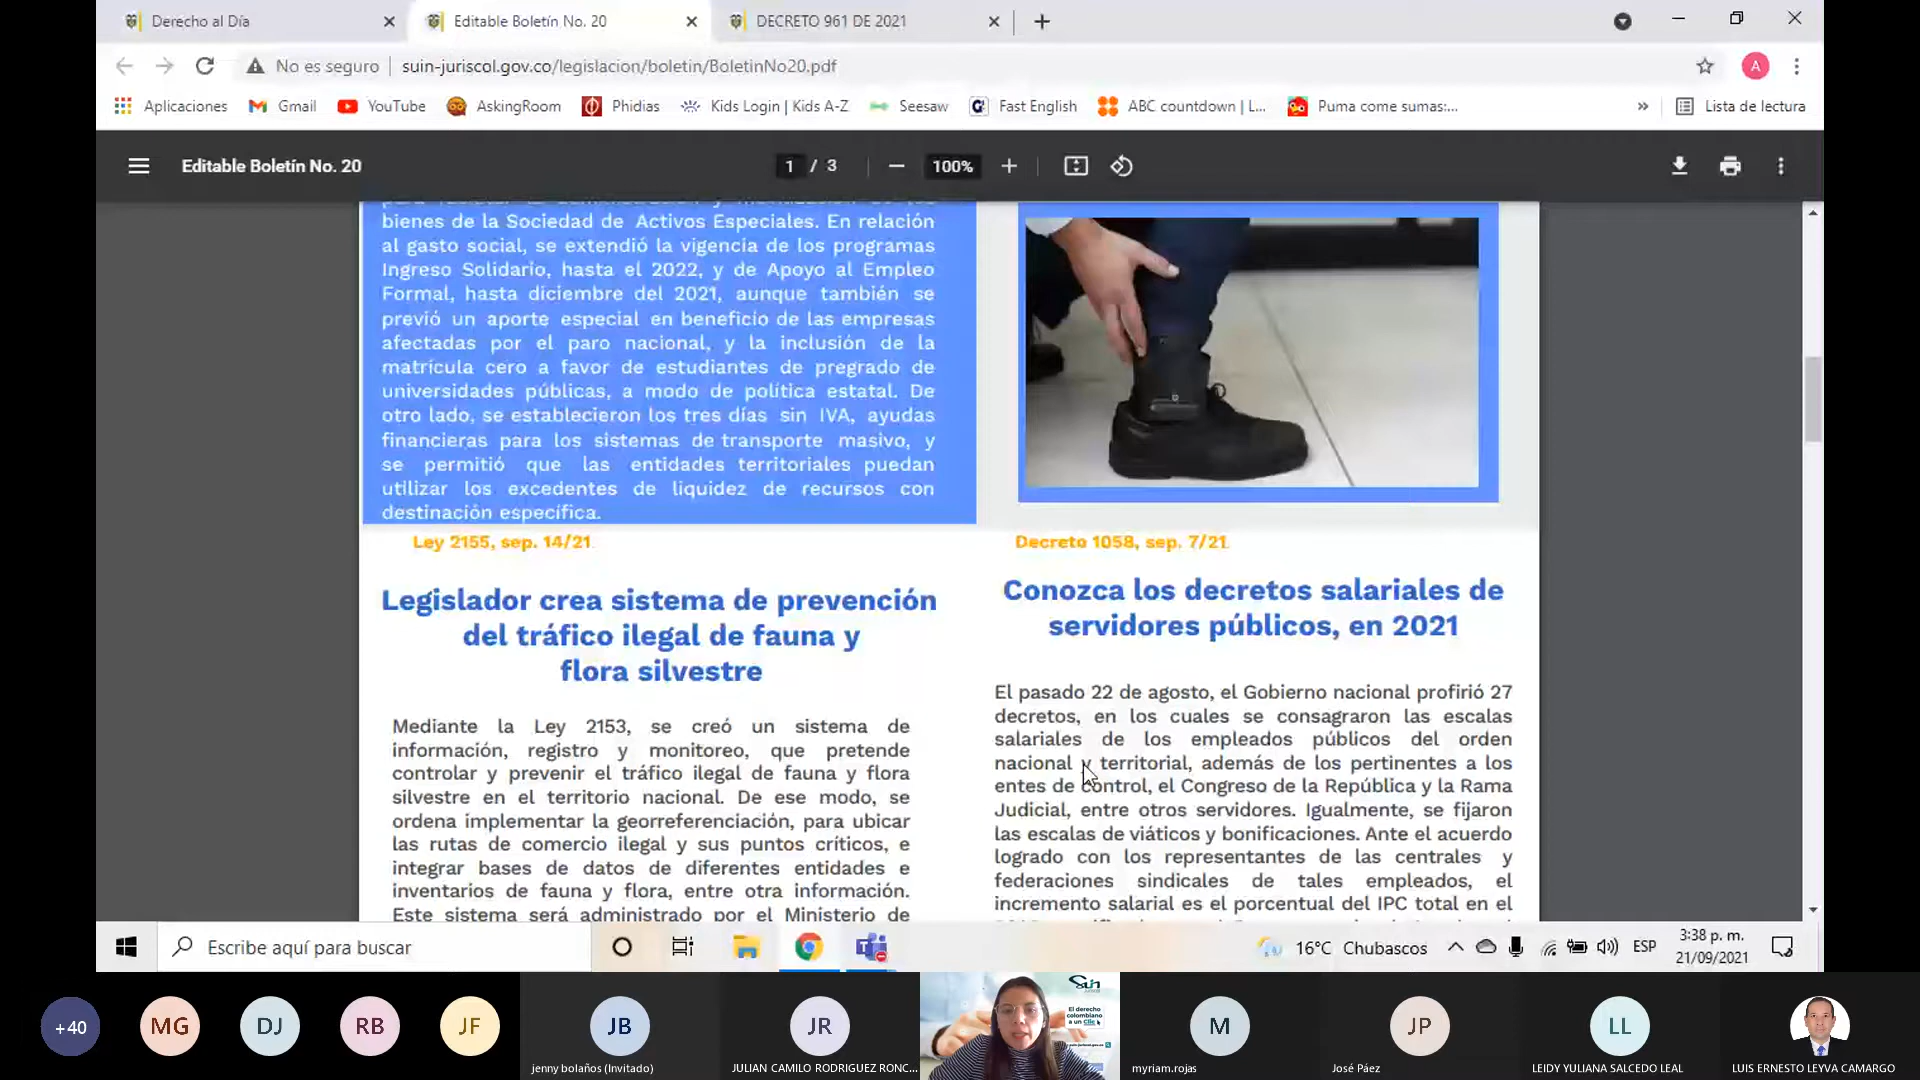 Derecho al Día
Editable Boletín No. 20
DECRETO 961 DE 2021
No es seguro
suin-juriscol.gov.co/legislacion/boletin/BoletinNo20.pdf
A
Aplicaciones
Gmail
YouTube
AskingRoom
Phidias
Kids Login | Kids A-Z
Seesaw
Fast English
ABC countdown | L...
Puma come sumas:...
»
Lista de lectura
Editable Boletín No. 20
1 / 3
100%
bienes de la Sociedad de Activos Especiales. En relación
al gasto social, se extendió la vigencia de los programas
Ingreso Solidario, hasta el 2022, y de Apoyo al Empleo
Formal, hasta diciembre del 2021, aunque también se
previó un aporte especial en beneficio de las empresas
afectadas por el paro nacional, y la inclusión de la
matrícula cero a favor de estudiantes de pregrado de
universidades públicas, a modo de política estatal. De
otro lado, se establecieron los tres días sin IVA, ayudas
financieras para los sistemas de transporte masivo, y
se permitió que las entidades territoriales puedan
utilizar los excedentes de liquidez de recursos con
destinación específica.
Ley 2155, sep. 14/21.
Legislador crea sistema de prevención
del tráfico ilegal de fauna y
flora silvestre
Mediante la Ley 2153, se creó un sistema de
información, registro y monitoreo, que pretende
controlar y prevenir el tráfico ilegal de fauna y flora
silvestre en el territorio nacional. De ese modo, se
ordena implementar la georreferenciación, para ubicar
las rutas de comercio ilegal y sus puntos críticos, e
integrar bases de datos de diferentes entidades e
inventarios de fauna y flora, entre otra información.
Este sistema será administrado por el Ministerio de
Decreto 1058, sep. 7/21.
Conozca los decretos salariales de
servidores públicos, en 2021
El pasado 22 de agosto, el Gobierno nacional profirió 27
decretos, en los cuales se consagraron las escalas
salariales de los empleados públicos del orden
nacional y territorial, además de los pertinentes a los
entes de control, el Congreso de la República y la Rama
Judicial, entre otros servidores. Igualmente, se fijaron
las escalas de viáticos y bonificaciones. Ante el acuerdo
logrado con los representantes de las centrales y
federaciones sindicales de tales empleados, el
incremento salarial es el porcentual del IPC total en el
Escribe aquí para buscar
16°C Chubascos
ESP
3:38 p. m.
21/09/2021
+40
MG
DJ
RB
JF
JB
jenny bolaños (Invitado)
JR
JULIAN CAMILO RODRIGUEZ RONC...
Suin
El derecho
colombiano
a un Clic
M
myriam.rojas
JP
José Páez
LL
LEIDY YULIANA SALCEDO LEAL
LUIS ERNESTO LEYVA CAMARGO